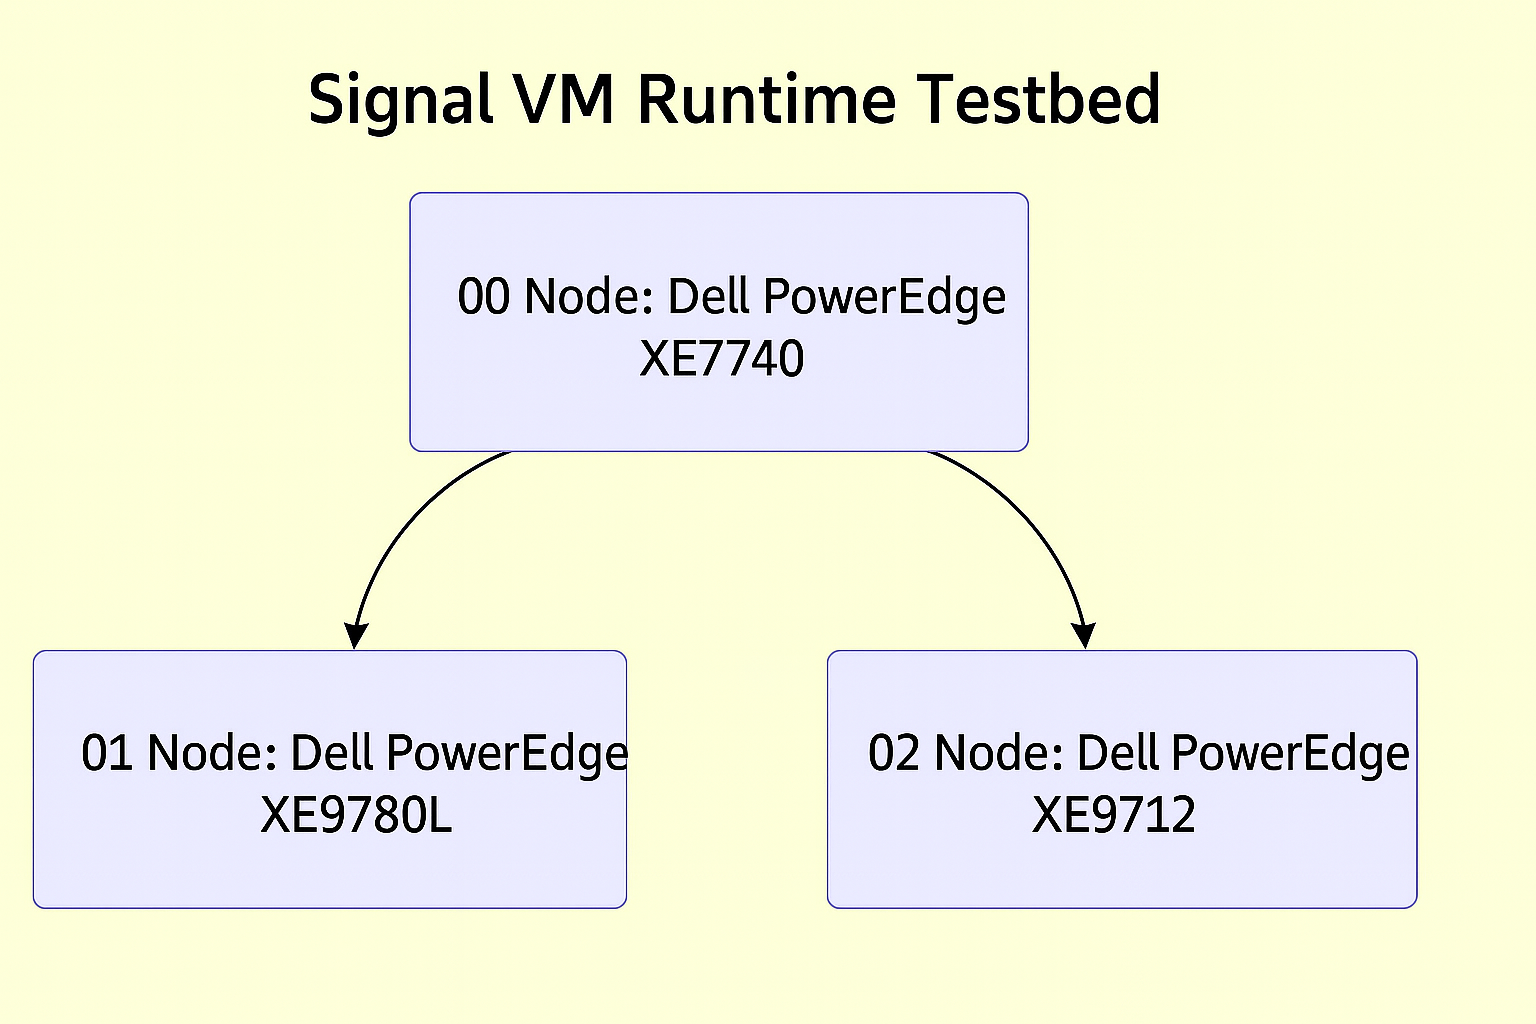 Signal VM Runtime Testbed
00 Node: Dell PowerEdge
XE7740
01 Node: Dell PowerEdge
XE9780L
02 Node: Dell PowerEdge
XE9712